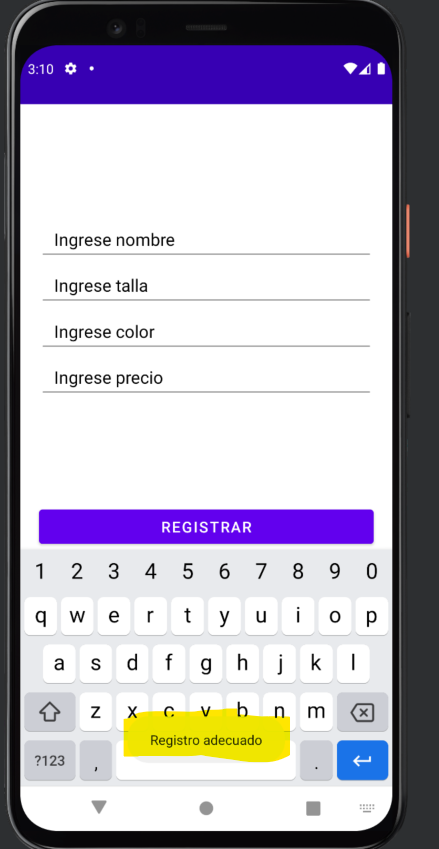 3:10
Ingrese nombre
Ingrese talla
Ingrese color
Ingrese precio
REGISTRAR
1 2 3 4 5 6 7 8 9 0
q w e r t y u i o p
a s d f g h j k l
z x c v b n m
Registro adecuado
?123 , .